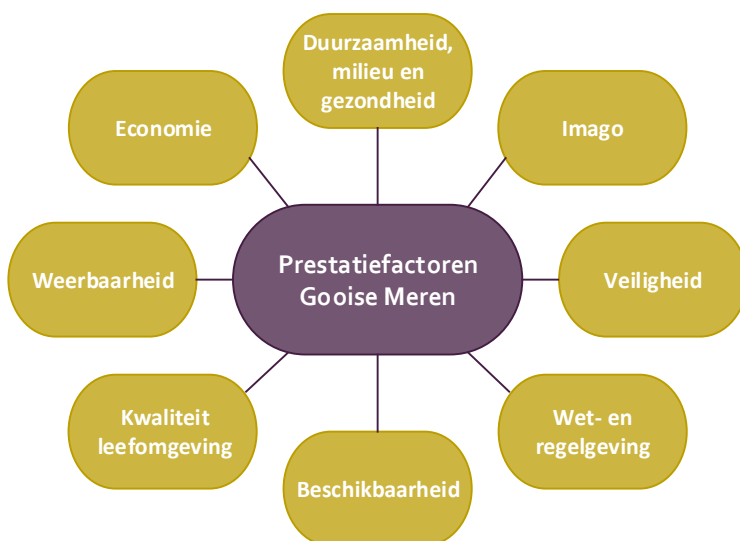 Duurzaamheid,
milieu en
gezondheid
Economie
Imago
Prestatiefactoren
Gooise Meren
Weerbaarheid
Veiligheid
Kwaliteit
leefomgeving
Wet- en
regelgeving
Beschikbaarheid